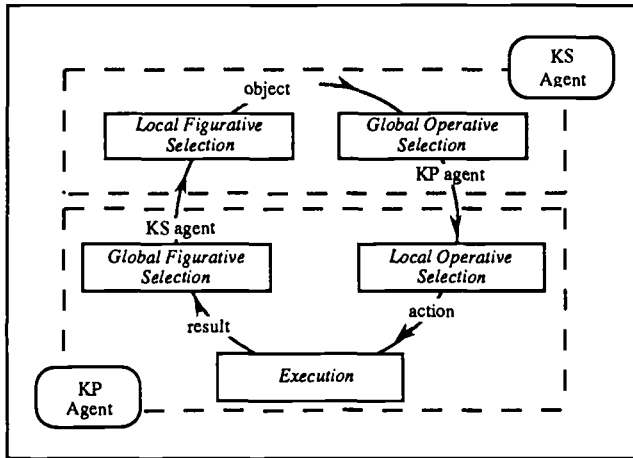 KS
Agent
object
Local Figurative
Selection
Global Operative
Selection
KP agent
KS agent
Global Figurative
Selection
Local Operative
Selection
result
action
Execution
KP
Agent